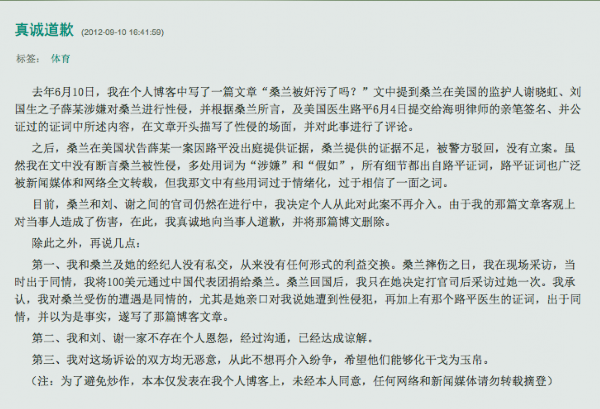 真诚道歉 (2012-09-10 16:41:59)
标签： 体育
去年6月10日，我在个人博客中写了一篇文章“桑兰被奸污了吗？”文中提到桑兰在美国的监护人谢晓虹、刘
国生之子薛某涉嫌对桑兰进行性侵，并根据桑兰所言，及美国医生路平6月4日提交给海明律师的亲笔签名、并公
证过的证词中所述内容，在文章开头描写了性侵的场面，并对此事进行了评论。
之后，桑兰在美国状告薛某一案因路平没出庭提供证据，桑兰提供的证据不足，被警方驳回，没有立案。虽
然我在文中没有断言桑兰被性侵，多处用词为“涉嫌”和“假如”，所有细节都出自路平证词，路平证词也广泛
被新闻媒体和网络全文转载，但我那文中有些用词过于情绪化，过于相信了一面之词。
目前，桑兰和刘、谢之间的官司仍然在进行中，我决定个人从此对此案不再介入。由于我的那篇文章客观上
对当事人造成了伤害，在此，我真诚地向当事人道歉，并将那篇博文删除。
除此之外，再说几点：
第一、我和桑兰及她的经纪人没有私交，从来没有任何形式的利益交换。桑兰摔伤之日，我在现场采访，当
时出于同情，我将100美元通过中国代表团捐给桑兰。桑兰回国后，我只在她决定打官司后采访过她一次。我承
认，我对桑兰受伤的遭遇是同情的，尤其是她亲口对我说她遭到性侵犯，再加上有那个路平医生的证词，出于同
情，并以为是事实，遂写了那篇博客文章。
第二、我和刘、谢一家不存在个人恩怨，经过沟通，已经达成谅解。
第三、我对这场诉讼的双方均无恶意，从此不想再介入纷争，希望他们能够化干戈为玉帛。
（注：为了避免炒作，本本仅发表在我个人博客上，未经本人同意，任何网络和新闻媒体请勿转载摘登）